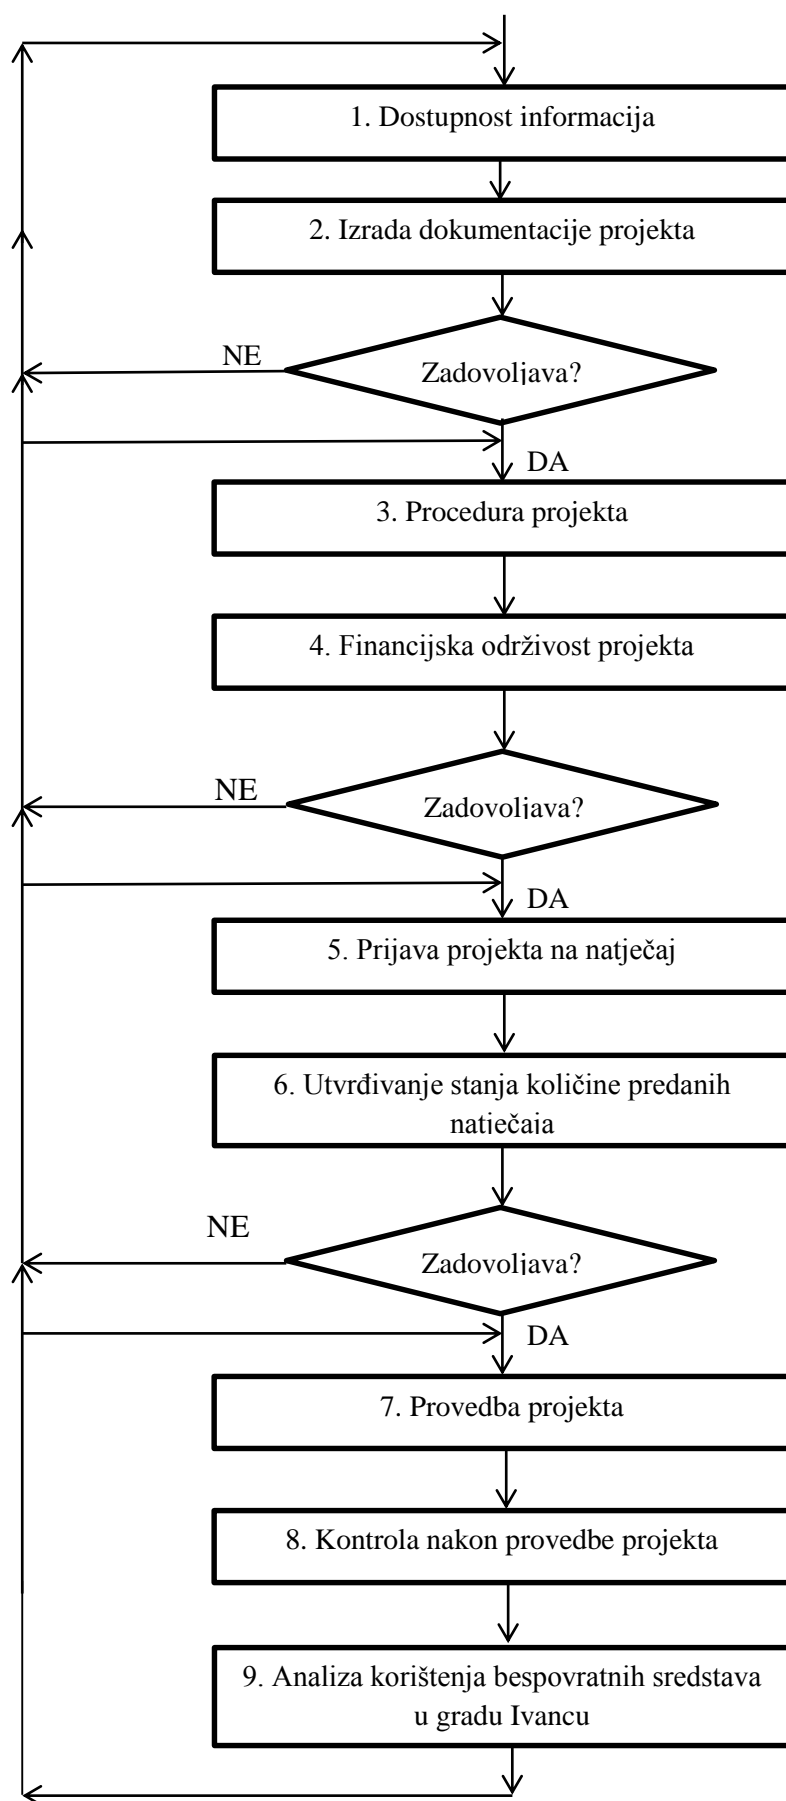 1. Dostupnost informacija
2. Izrada dokumentacije projekta
NE
Zadovoljava?
DA
3. Procedura projekta
4. Financijska održivost projekta
NE
Zadovoljava?
DA
5. Prijava projekta na natječaj
6. Utvrđivanje stanja količine predanih
natječaja
NE
Zadovoljava?
DA
7. Provedba projekta
8. Kontrola nakon provedbe projekta
9. Analiza korištenja bespovratnih sredstava
u gradu Ivancu